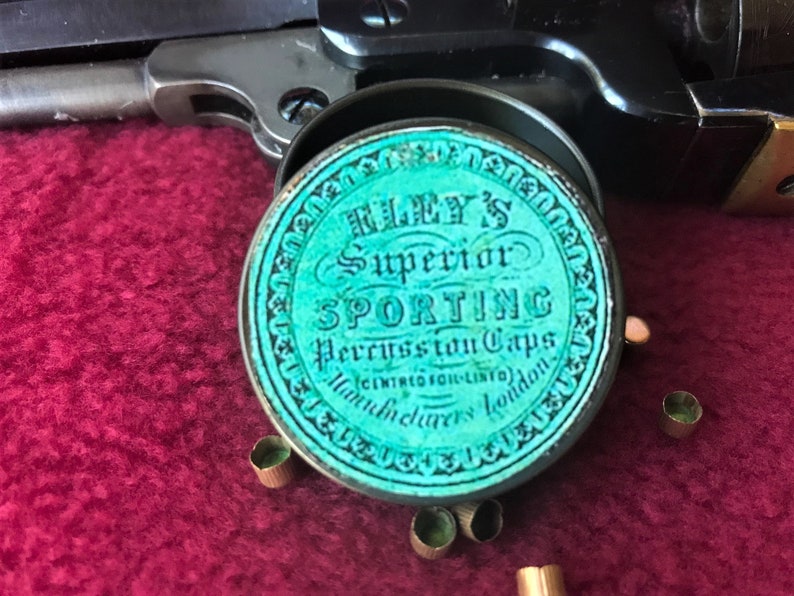 ELEY'S
Superior
SPORTING
Percussion Caps
(CENTRED FOIL-LINED)
Manufacturers London.